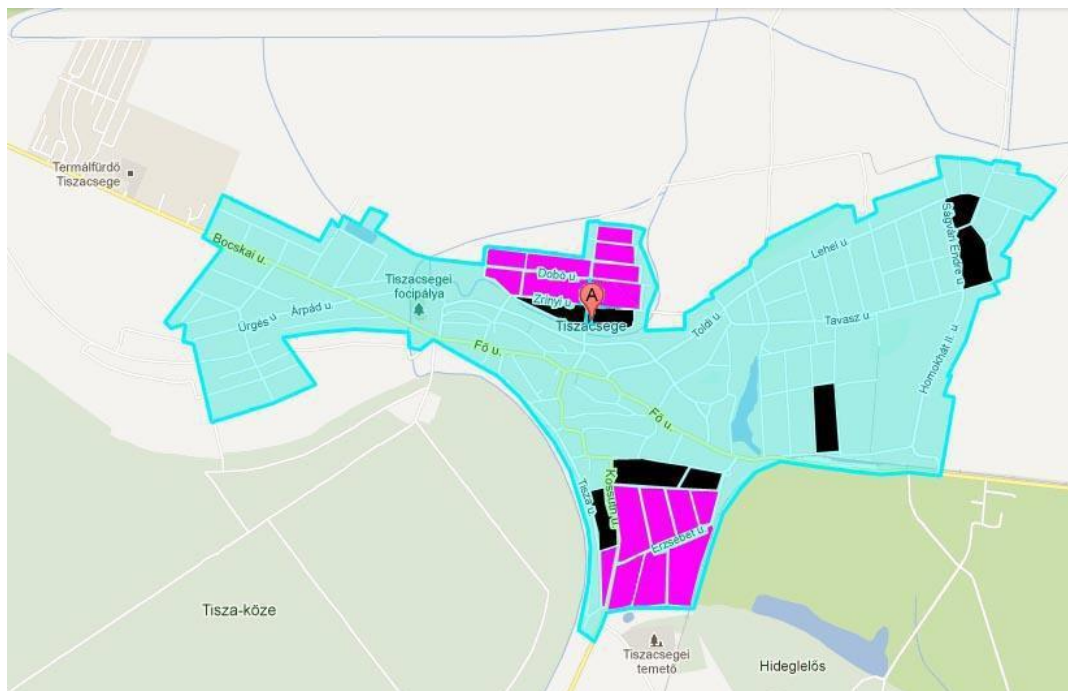 Termálfürdő
Tiszacsege
Bocskai u.
Lehel u.
Ságvári Endre u.
Dobó u.
Tiszacsegei
focipálya
Zrínyi u.
A
Tiszacsege
Ürgés u.
Árpád u.
Toldi u.
Tavasz u.
Fő u.
Homokhát II. u.
Fő u.
Kossuth u.
Tisza u.
Erzsébet u.
Tisza-köze
Tiszacsegei
temető
Hideglelős